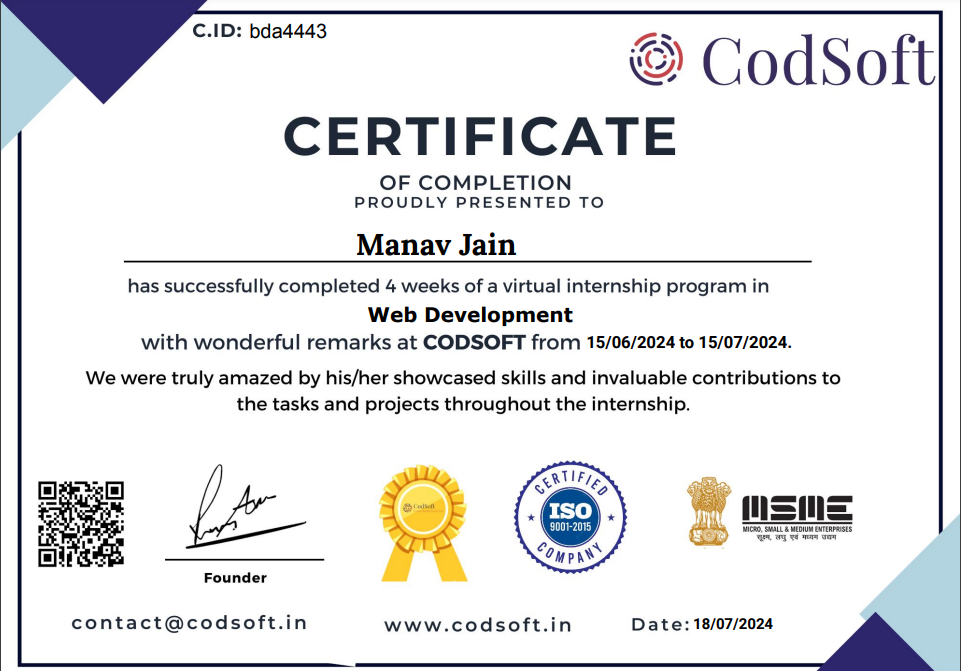 C.ID: bda4443
CodSoft
CERTIFICATE
OF COMPLETION
PROUDLY PRESENTED TO
Manav Jain
has successfully completed 4 weeks of a virtual internship program in
Web Development
with wonderful remarks at CODSOFT from 15/06/2024 to 15/07/2024.
We were truly amazed by his/her showcased skills and invaluable contributions to
the tasks and projects throughout the internship.
Founder
CodSoft
CERTIFIED
ISO
9001-2015
COMPANY
MSME
MICRO, SMALL & MEDIUM ENTERPRISES
सूक्ष्म, लघु एवं मध्यम उद्यम
contact@codsoft.in
www.codsoft.in
Date: 18/07/2024